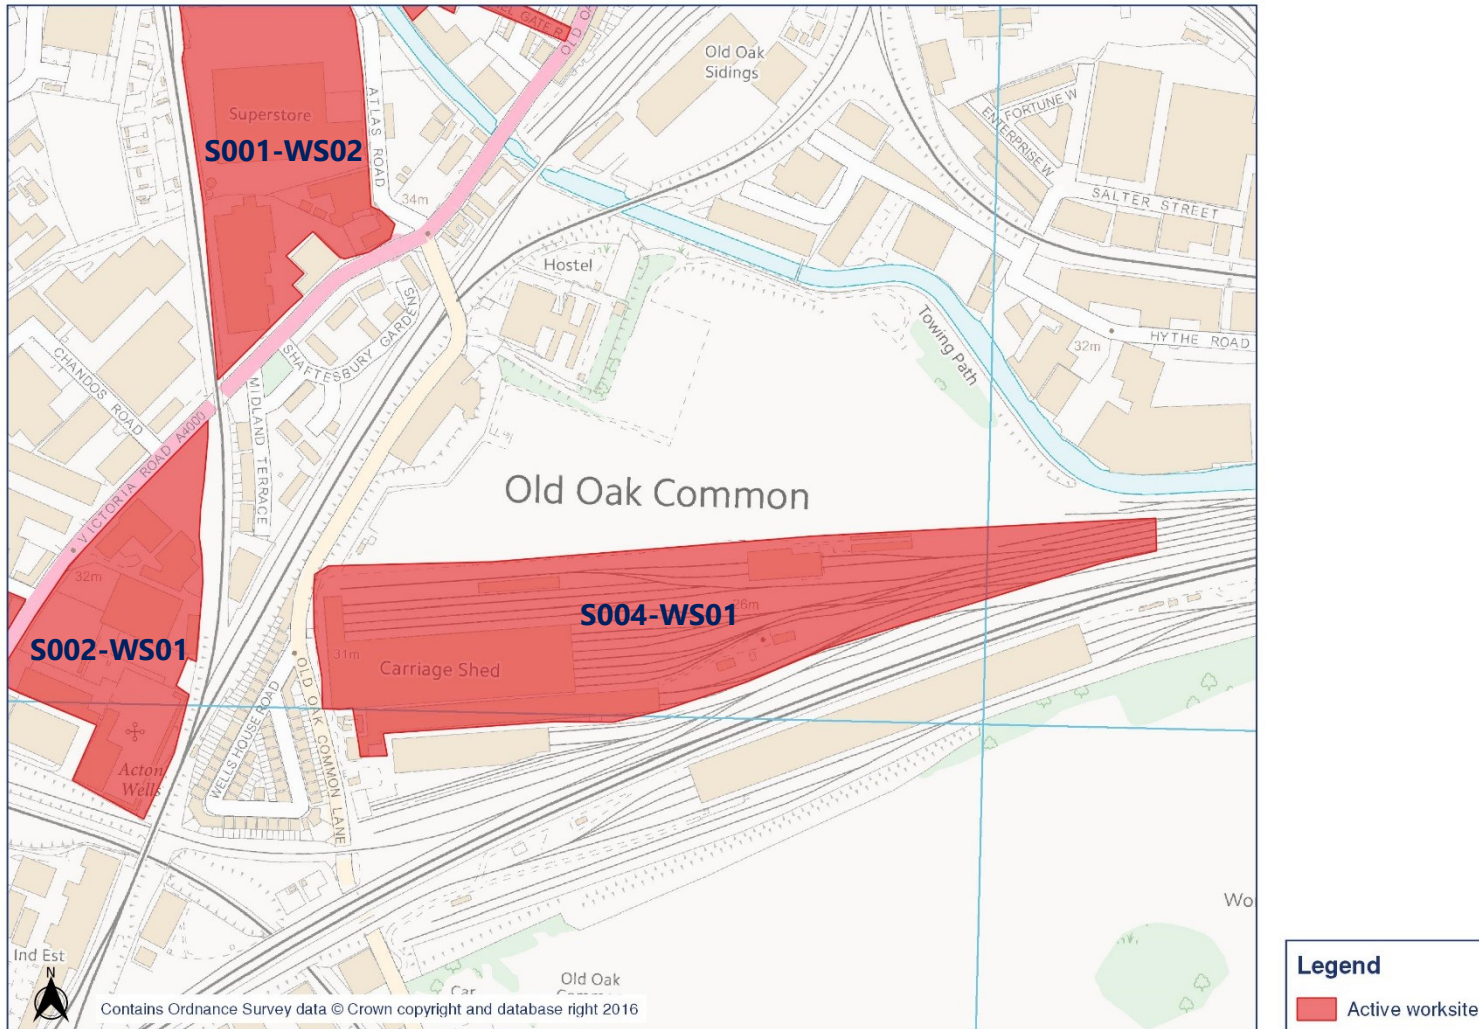 Old Oak
Sidings
OLD O
Superstore
S001-WS02
ATLAS ROAD
34m
FORTUNE W
ENTERPRISE W
SALTER STREET
Hostel
SHAFTESBURY GARDENS
Towing Path
32m
HYTHE ROAD
CHANDOS ROAD
MIDLAND TERRACE
VICTORIA ROAD A4000
Old Oak Common
32m
S002-WS01
S004-WS01
26m
31m
Carriage Shed
WELLS HOUSE ROAD
OLD OAK COMMON LANE
Acton
Wells
Wo
Ind Est
N
Car
Old Oak
Contains Ordnance Survey data © Crown copyright and database right 2016
Legend
Active worksite